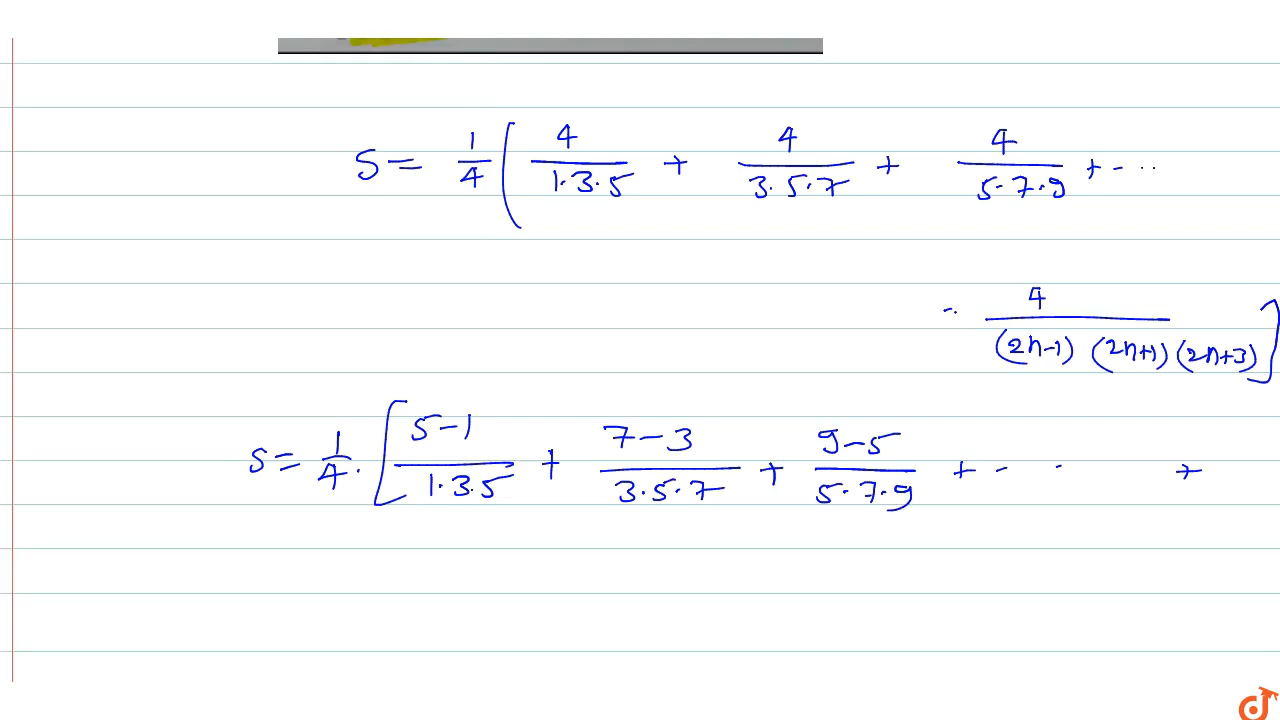 S = 1/4 ( 4/(1·3·5) + 4/(3·5·7) + 4/(5·7·9) + - ··
-· 4/((2n-1) (2n+1) (2n+3)) ]
S = 1/4 · [ (5-1)/(1·3·5) + (7-3)/(3·5·7) + (9-5)/(5·7·9) + - · +